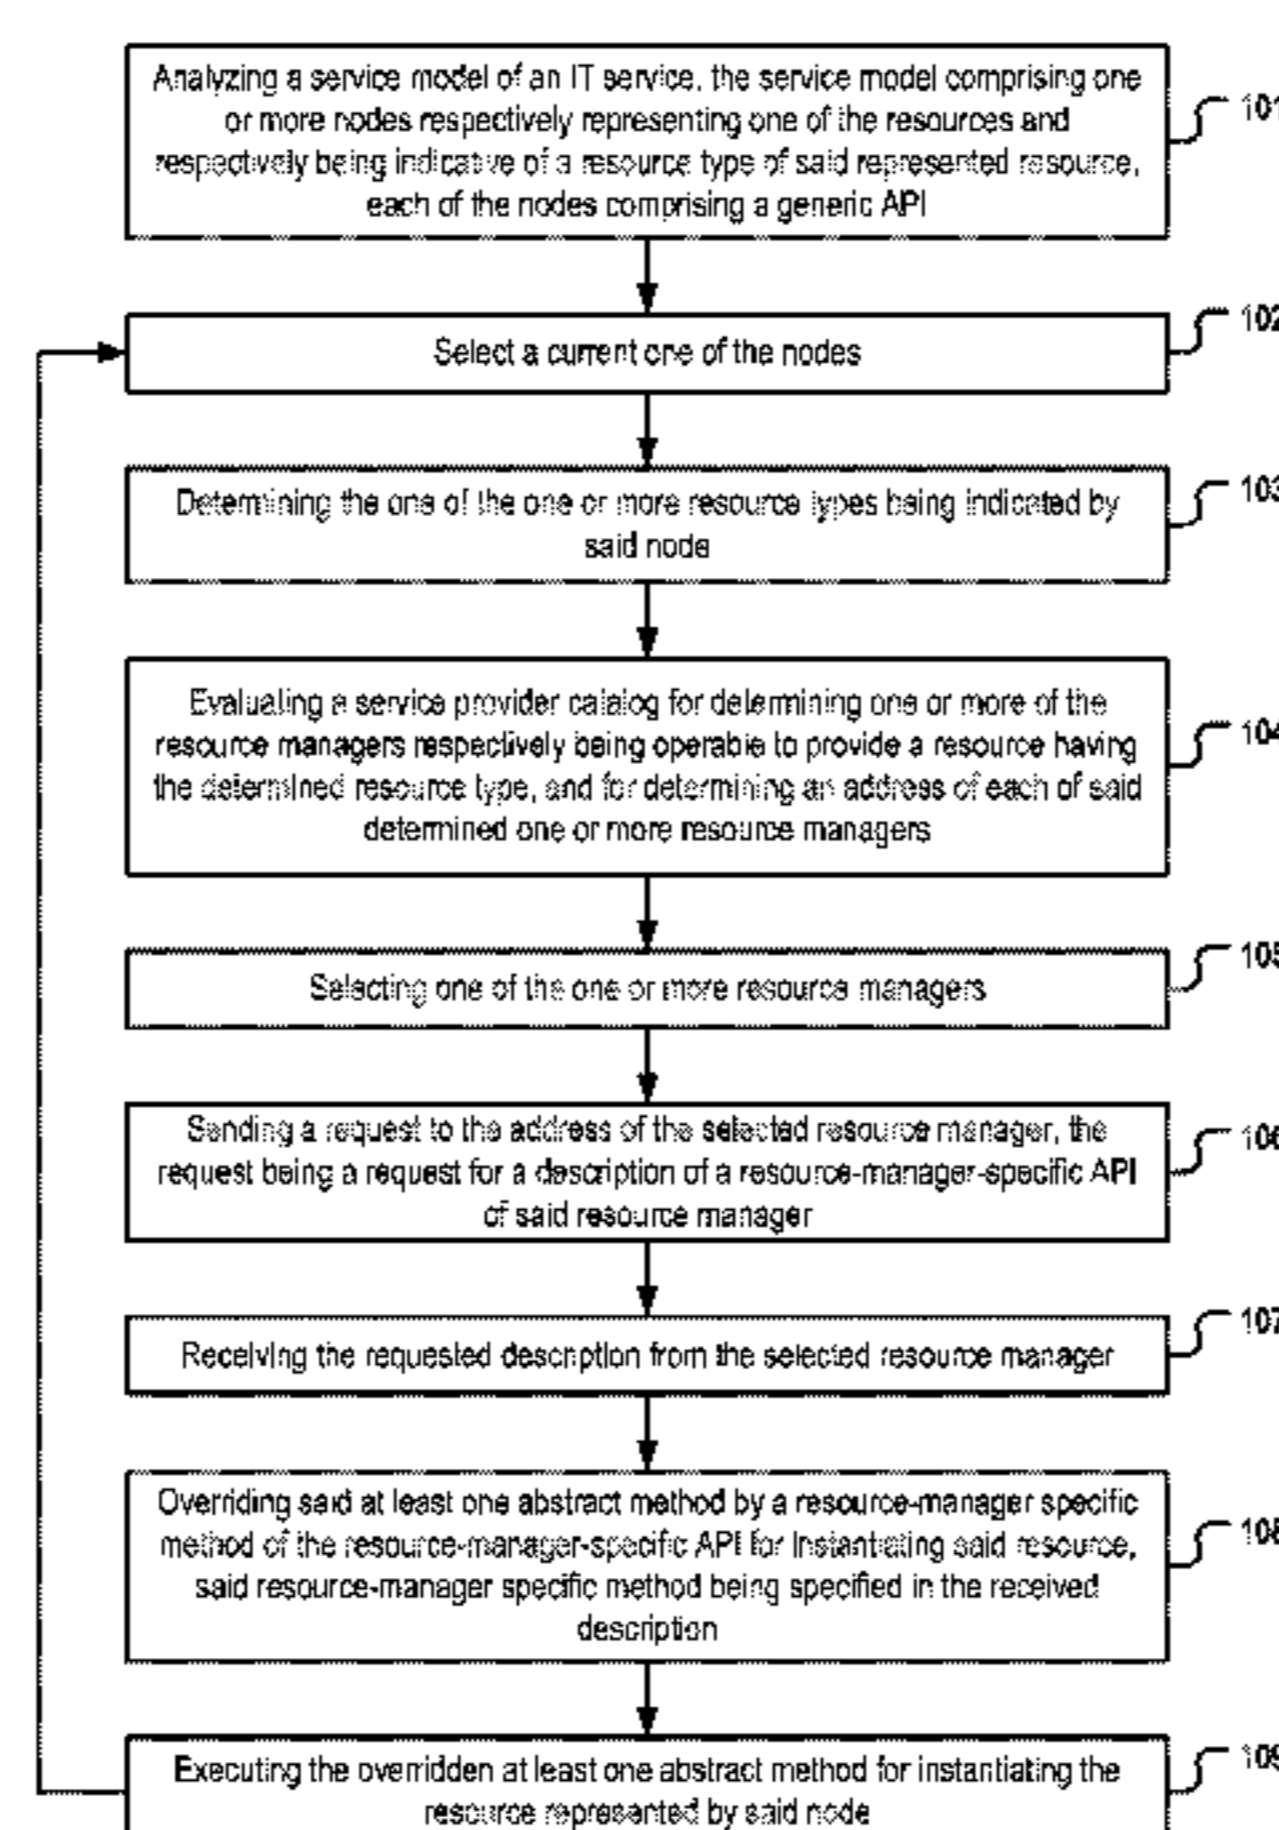 Analyzing a service model of an IT service, the service model comprising one
or more nodes respectively representing one of the resources and
respectively being indicative of a resource type of said represented resource,
each of the nodes comprising a generic API
101
Select a current one of the nodes
102
Determining the one of the one or more resource types being indicated by
said node
103
Evaluating a service provider catalog for determining one or more of the
resource managers respectively being operable to provide a resource having
the determined resource type, and for determining an address of each of said
determined one or more resource managers
104
Selecting one of the one or more resource managers
105
Sending a request to the address of the selected resource manager, the
request being a request for a description of a resource-manager-specific API
of said resource manager
106
Receiving the requested description from the selected resource manager
107
Overriding said at least one abstract method by a resource-manager specific
method of the resource-manager-specific API for instantiating said resource,
said resource-manager specific method being specified in the received
description
108
Executing the overridden at least one abstract method for instantiating the
resource represented by said node
109